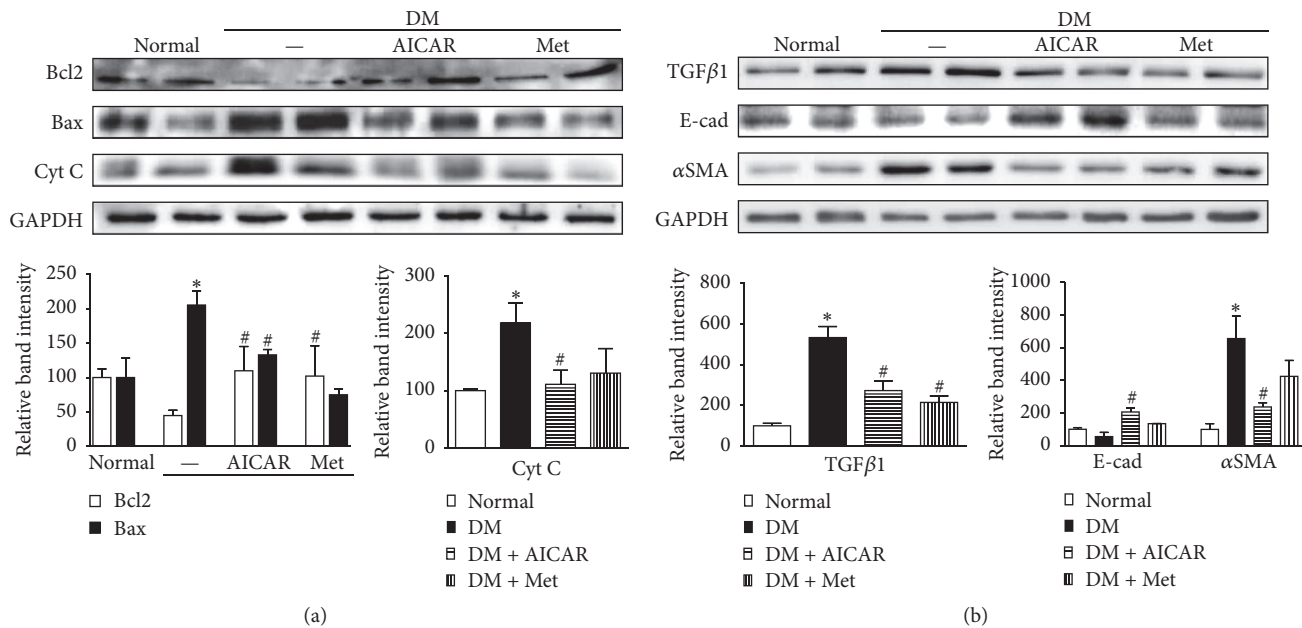 DM
Normal — AICAR Met
Bcl2
Bax
Cyt C
GAPDH
Relative band intensity
250
200
150
100
50
0
*
# #
#
Normal — AICAR Met
Bcl2
Bax
Relative band intensity
300
200
100
0
*
#
Cyt C
Normal
DM
DM + AICAR
DM + Met
(a)
DM
Normal — AICAR Met
TGFβ1
E-cad
αSMA
GAPDH
Relative band intensity
800
600
400
200
0
*
#
#
TGFβ1
Normal
DM
DM + AICAR
DM + Met
Relative band intensity
1000
800
600
400
200
0
#
*
#
E-cad αSMA
Normal
DM
DM + AICAR
DM + Met
(b)